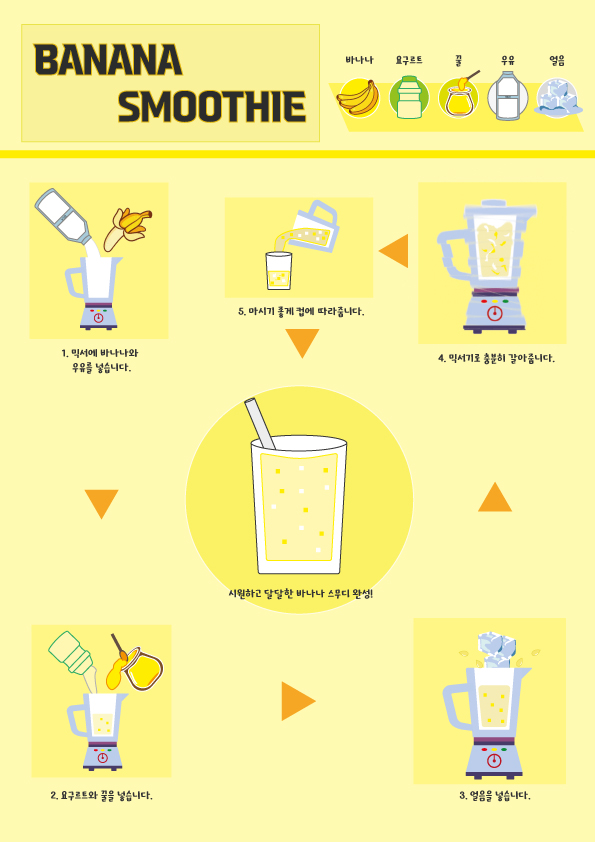 BANANA
SMOOTHIE
바나나 요구르트 꿀 우유 얼음
1. 믹서에 바나나와
우유를 넣습니다.
2. 요구르트와 꿀을 넣습니다.
3. 얼음을 넣습니다.
4. 믹서기로 충분히 갈아줍니다.
5. 마시기 좋게 컵에 따라줍니다.
시원하고 달달한 바나나 스무디 완성!